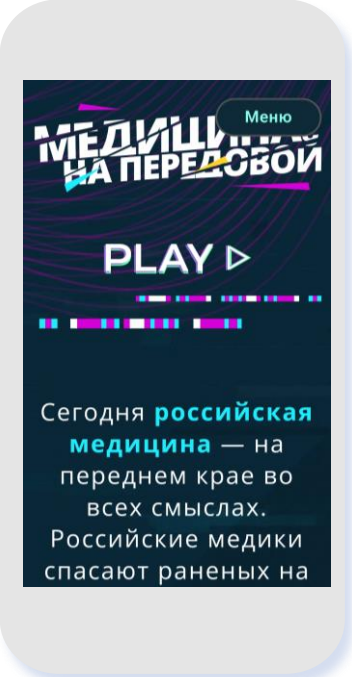 Меню
МЕДИЦИНА
НА ПЕРЕДОВОЙ
PLAY
Сегодня российская
медицина — на
переднем крае во
всех смыслах.
Российские медики
спасают раненых на